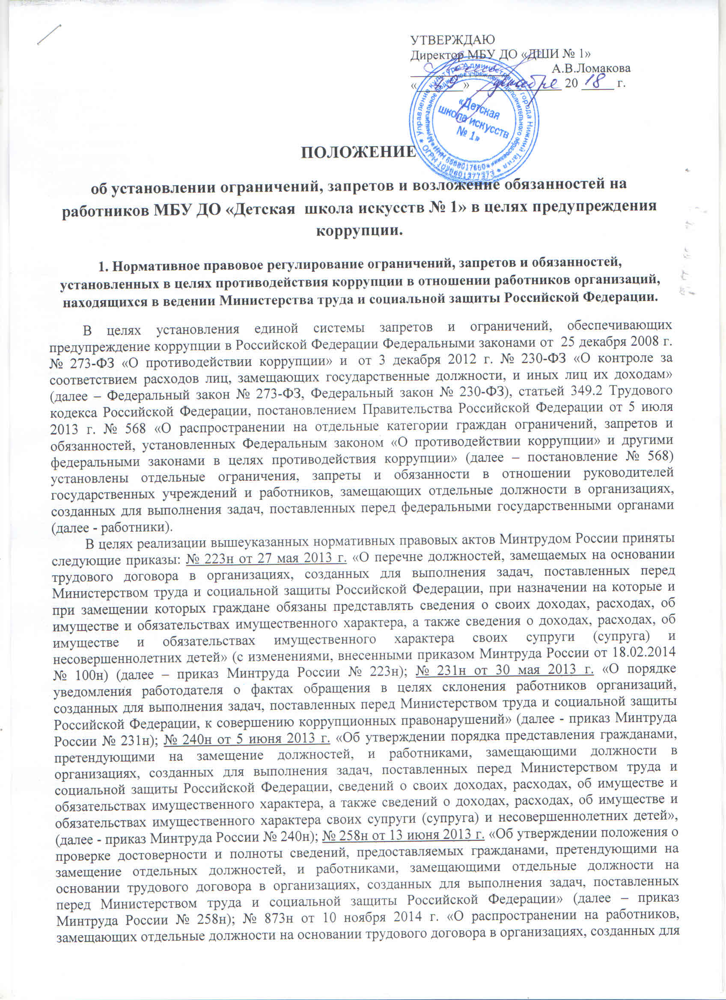 УТВЕРЖДАЮ
Директор МБУ ДО «ДШИ № 1»
А.В.Ломакова
« » декабре 20 18 г.
Управление культуры Администрации города Нижний Тагил
муниципальное бюджетное учреждение дополнительного образования
«Детская
школа искусств
№ 1»
ПОЛОЖЕНИЕ
об установлении ограничений, запретов и возложение обязанностей на
работников МБУ ДО «Детская школа искусств № 1» в целях предупреждения
коррупции.
1. Нормативное правовое регулирование ограничений, запретов и обязанностей,
установленных в целях противодействия коррупции в отношении работников организаций,
находящихся в ведении Министерства труда и социальной защиты Российской Федерации.
В целях установления единой системы запретов и ограничений, обеспечивающих
предупреждение коррупции в Российской Федерации Федеральными законами от 25 декабря 2008 г.
№ 273-ФЗ «О противодействии коррупции» и от 3 декабря 2012 г. № 230-ФЗ «О контроле за
соответствием расходов лиц, замещающих государственные должности, и иных лиц их доходам»
(далее – Федеральный закон № 273-ФЗ, Федеральный закон № 230-ФЗ), статьей 349.2 Трудового
кодекса Российской Федерации, постановлением Правительства Российской Федерации от 5 июля
2013 г. № 568 «О распространении на отдельные категории граждан ограничений, запретов и
обязанностей, установленных Федеральным законом «О противодействии коррупции» и другими
федеральными законами в целях противодействия коррупции» (далее – постановление № 568)
установлены отдельные ограничения, запреты и обязанности в отношении руководителей
государственных учреждений и работников, замещающих отдельные должности в организациях,
созданных для выполнения задач, поставленных перед федеральными государственными органами
(далее - работники).
В целях реализации вышеуказанных нормативных правовых актов Минтрудом России приняты
следующие приказы: № 223н от 27 мая 2013 г. «О перечне должностей, замещаемых на основании
трудового договора в организациях, созданных для выполнения задач, поставленных перед
Министерством труда и социальной защиты Российской Федерации, при назначении на которые и
при замещении которых граждане обязаны представлять сведения о своих доходах, расходах, об
имуществе и обязательствах имущественного характера, а также сведения о доходах, расходах, об
имуществе и обязательствах имущественного характера своих супруги (супруга) и
несовершеннолетних детей» (с изменениями, внесенными приказом Минтруда России от 18.02.2014
№ 100н) (далее – приказ Минтруда России № 223н); № 231н от 30 мая 2013 г. «О порядке
уведомления работодателя о фактах обращения в целях склонения работников организаций,
созданных для выполнения задач, поставленных перед Министерством труда и социальной защиты
Российской Федерации, к совершению коррупционных правонарушений» (далее - приказ Минтруда
России № 231н); № 240н от 5 июня 2013 г. «Об утверждении порядка представления гражданами,
претендующими на замещение должностей, и работниками, замещающими должности в
организациях, созданных для выполнения задач, поставленных перед Министерством труда и
социальной защиты Российской Федерации, сведений о своих доходах, расходах, об имуществе и
обязательствах имущественного характера, а также сведений о доходах, расходах, об имуществе и
обязательствах имущественного характера своих супруги (супруга) и несовершеннолетних детей»,
(далее - приказ Минтруда России № 240н); № 258н от 13 июня 2013 г. «Об утверждении положения о
проверке достоверности и полноты сведений, предоставляемых гражданами, претендующими на
замещение отдельных должностей, и работниками, замещающими отдельные должности на
основании трудового договора в организациях, созданных для выполнения задач, поставленных
перед Министерством труда и социальной защиты Российской Федерации» (далее – приказ
Минтруда России № 258н); № 873н от 10 ноября 2014 г. «О распространении на работников,
замещающих отдельные должности на основании трудового договора в организациях, созданных для